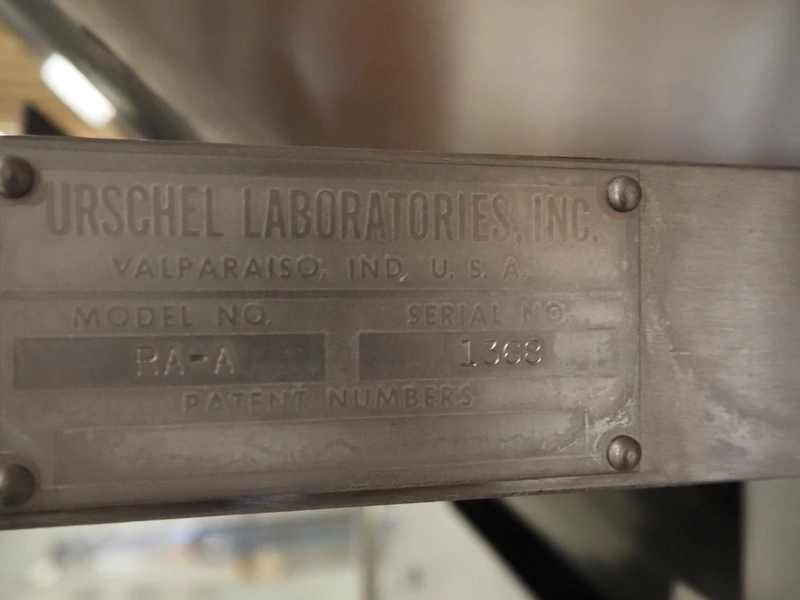 URSCHEL LABORATORIES, INC.
VALPARAISO, IND. U. S. A.
MODEL NO. SERIAL NO.
RA-A 1368
PATENT NUMBERS